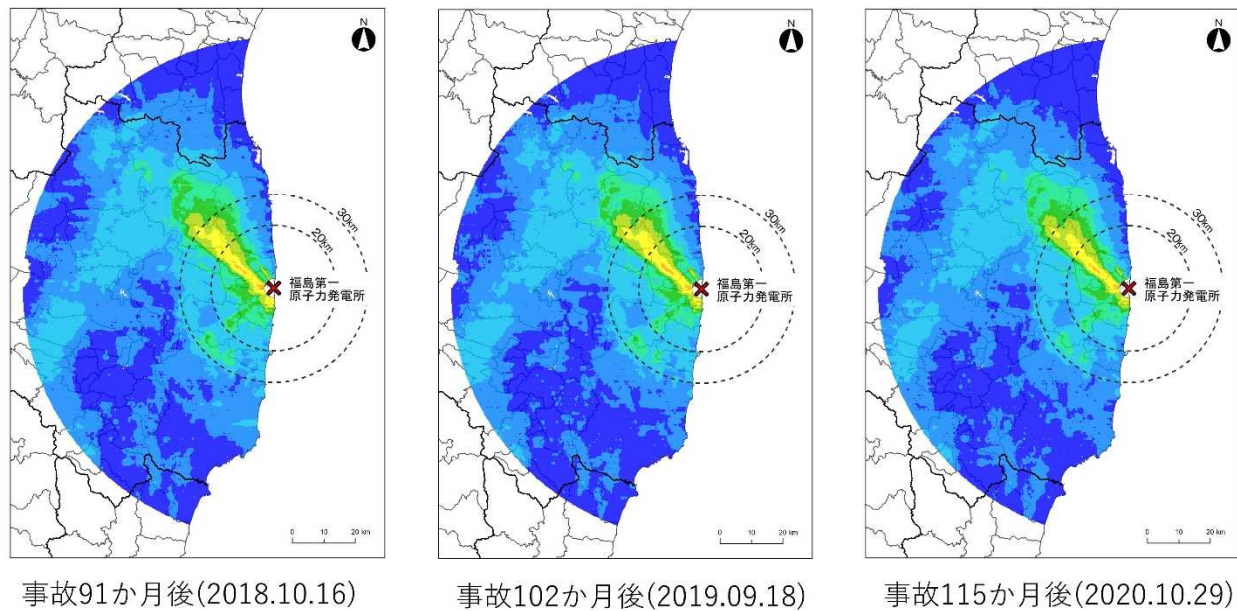 N
30km
20km
福島第一
原子力発電所
0 10 20 km
N
30km
20km
福島第一
原子力発電所
0 10 20 km
N
30km
20km
福島第一
原子力発電所
0 10 20 km
事故91か月後(2018.10.16)
事故102か月後(2019.09.18)
事故115か月後(2020.10.29)